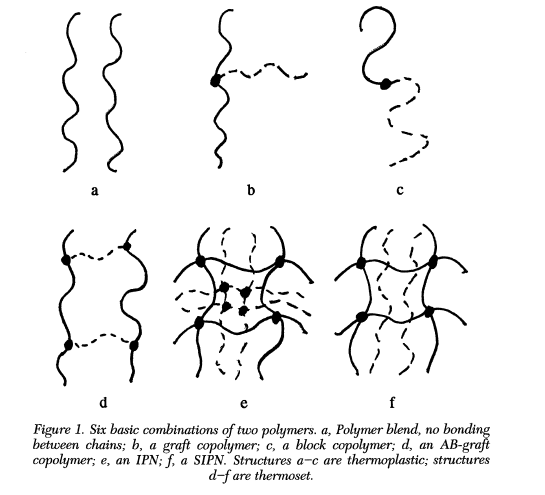 a
b
c
d
e
f
Figure 1. Six basic combinations of two polymers. a, Polymer blend, no bonding
between chains; b, a graft copolymer; c, a block copolymer; d, an AB-graft
copolymer; e, an IPN; f, a SIPN. Structures a–c are thermoplastic; structures
d–f are thermoset.